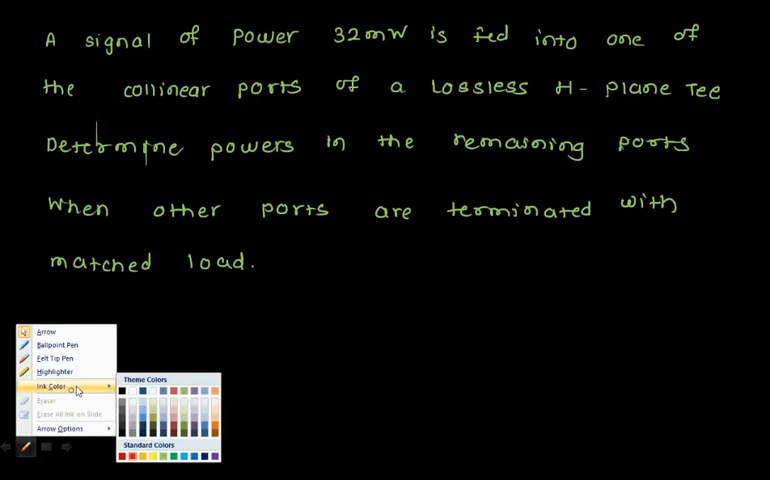 A signal of power 32mW is fed into one of
the collinear ports of a Lossless H- plane Tee
Determine powers in the remaining ports
When other ports are terminated with
matched load.
Arrow
Ballpoint Pen
Felt Tip Pen
Highlighter
Ink Color
Eraser
Erase All Ink on Slide
Arrow Options
Theme Colors
Standard Colors